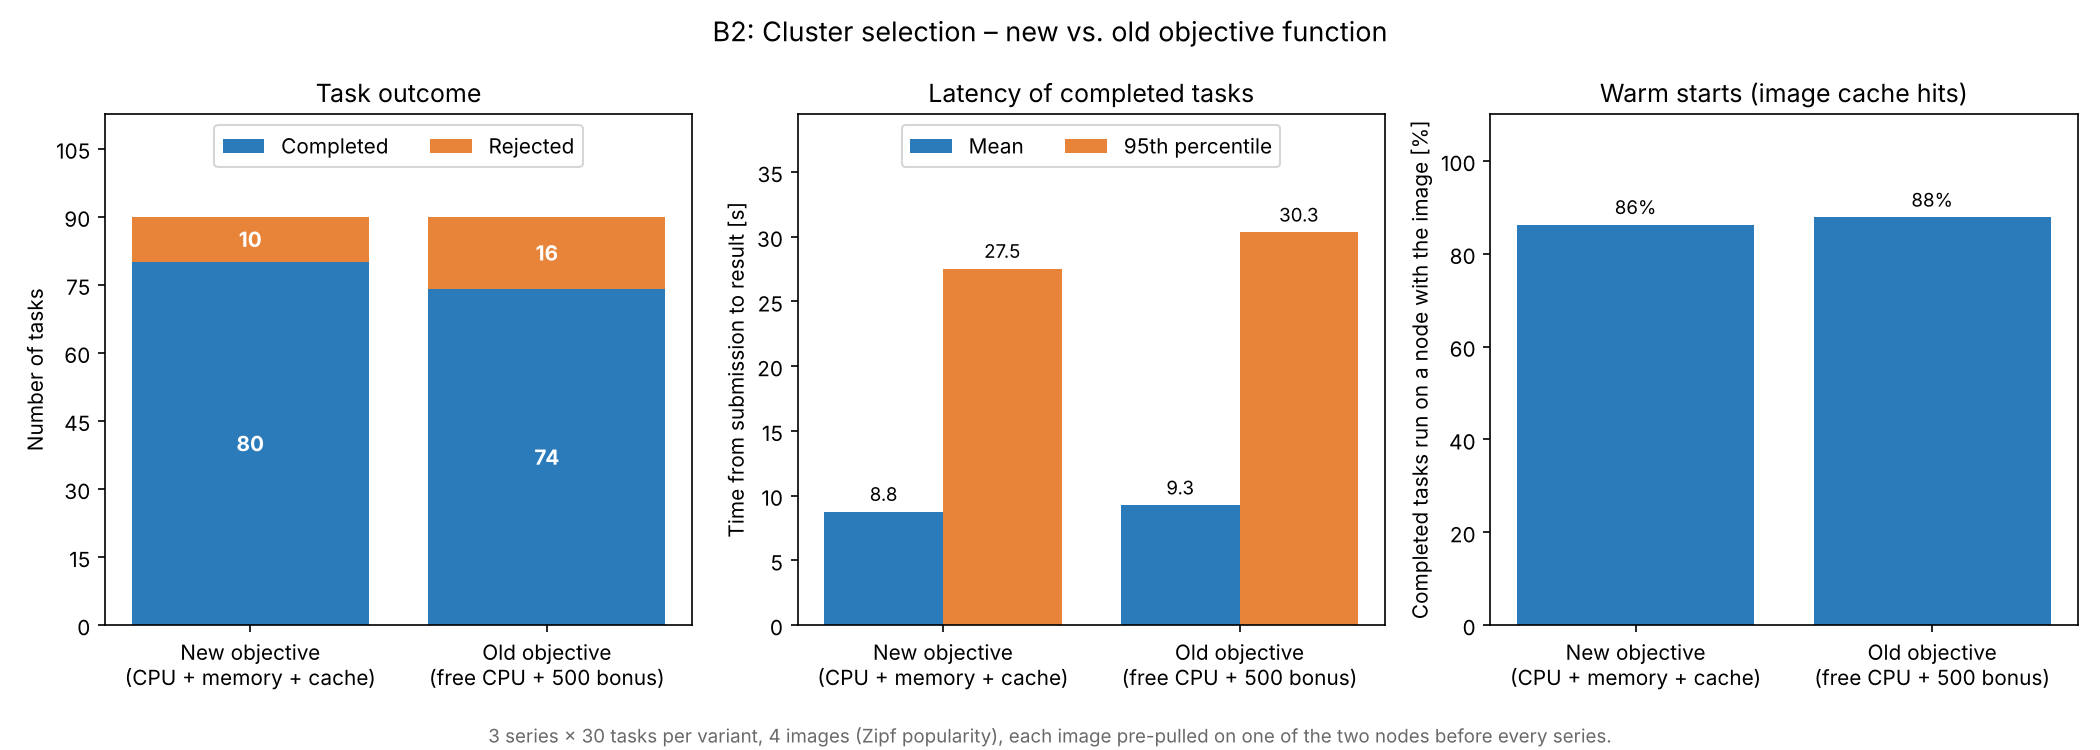 B2: Cluster selection – new vs. old objective function
Task outcome
Completed
Rejected
Number of tasks
105
90
75
60
45
30
15
0
10
16
80
74
New objective
(CPU + memory + cache)
Old objective
(free CPU + 500 bonus)
Latency of completed tasks
Mean
95th percentile
Time from submission to result [s]
35
30
25
20
15
10
5
0
8.8
27.5
9.3
30.3
New objective
(CPU + memory + cache)
Old objective
(free CPU + 500 bonus)
Warm starts (image cache hits)
Completed tasks run on a node with the image [%]
100
80
60
40
20
0
86%
88%
New objective
(CPU + memory + cache)
Old objective
(free CPU + 500 bonus)
3 series × 30 tasks per variant, 4 images (Zipf popularity), each image pre-pulled on one of the two nodes before every series.